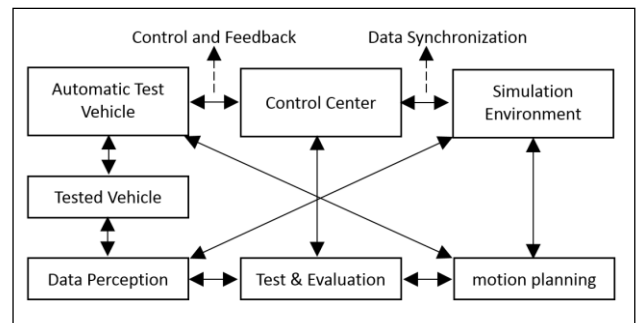 Control and Feedback
Data Synchronization
Automatic Test
Vehicle
Control Center
Simulation
Environment
Tested Vehicle
Data Perception
Test & Evaluation
motion planning